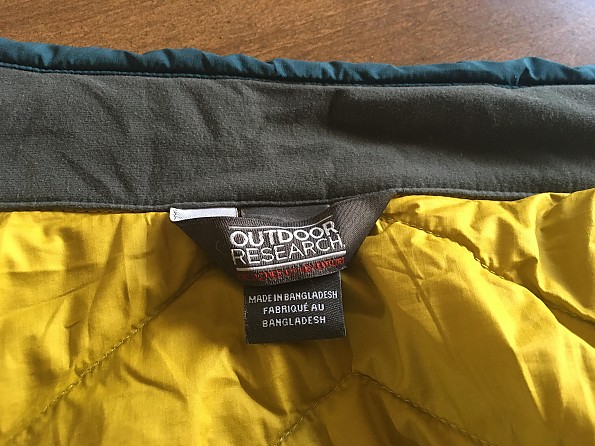 OUTDOOR
RESEARCH
MADE IN BANGLADESH
FABRIQUÉ AU
BANGLADESH